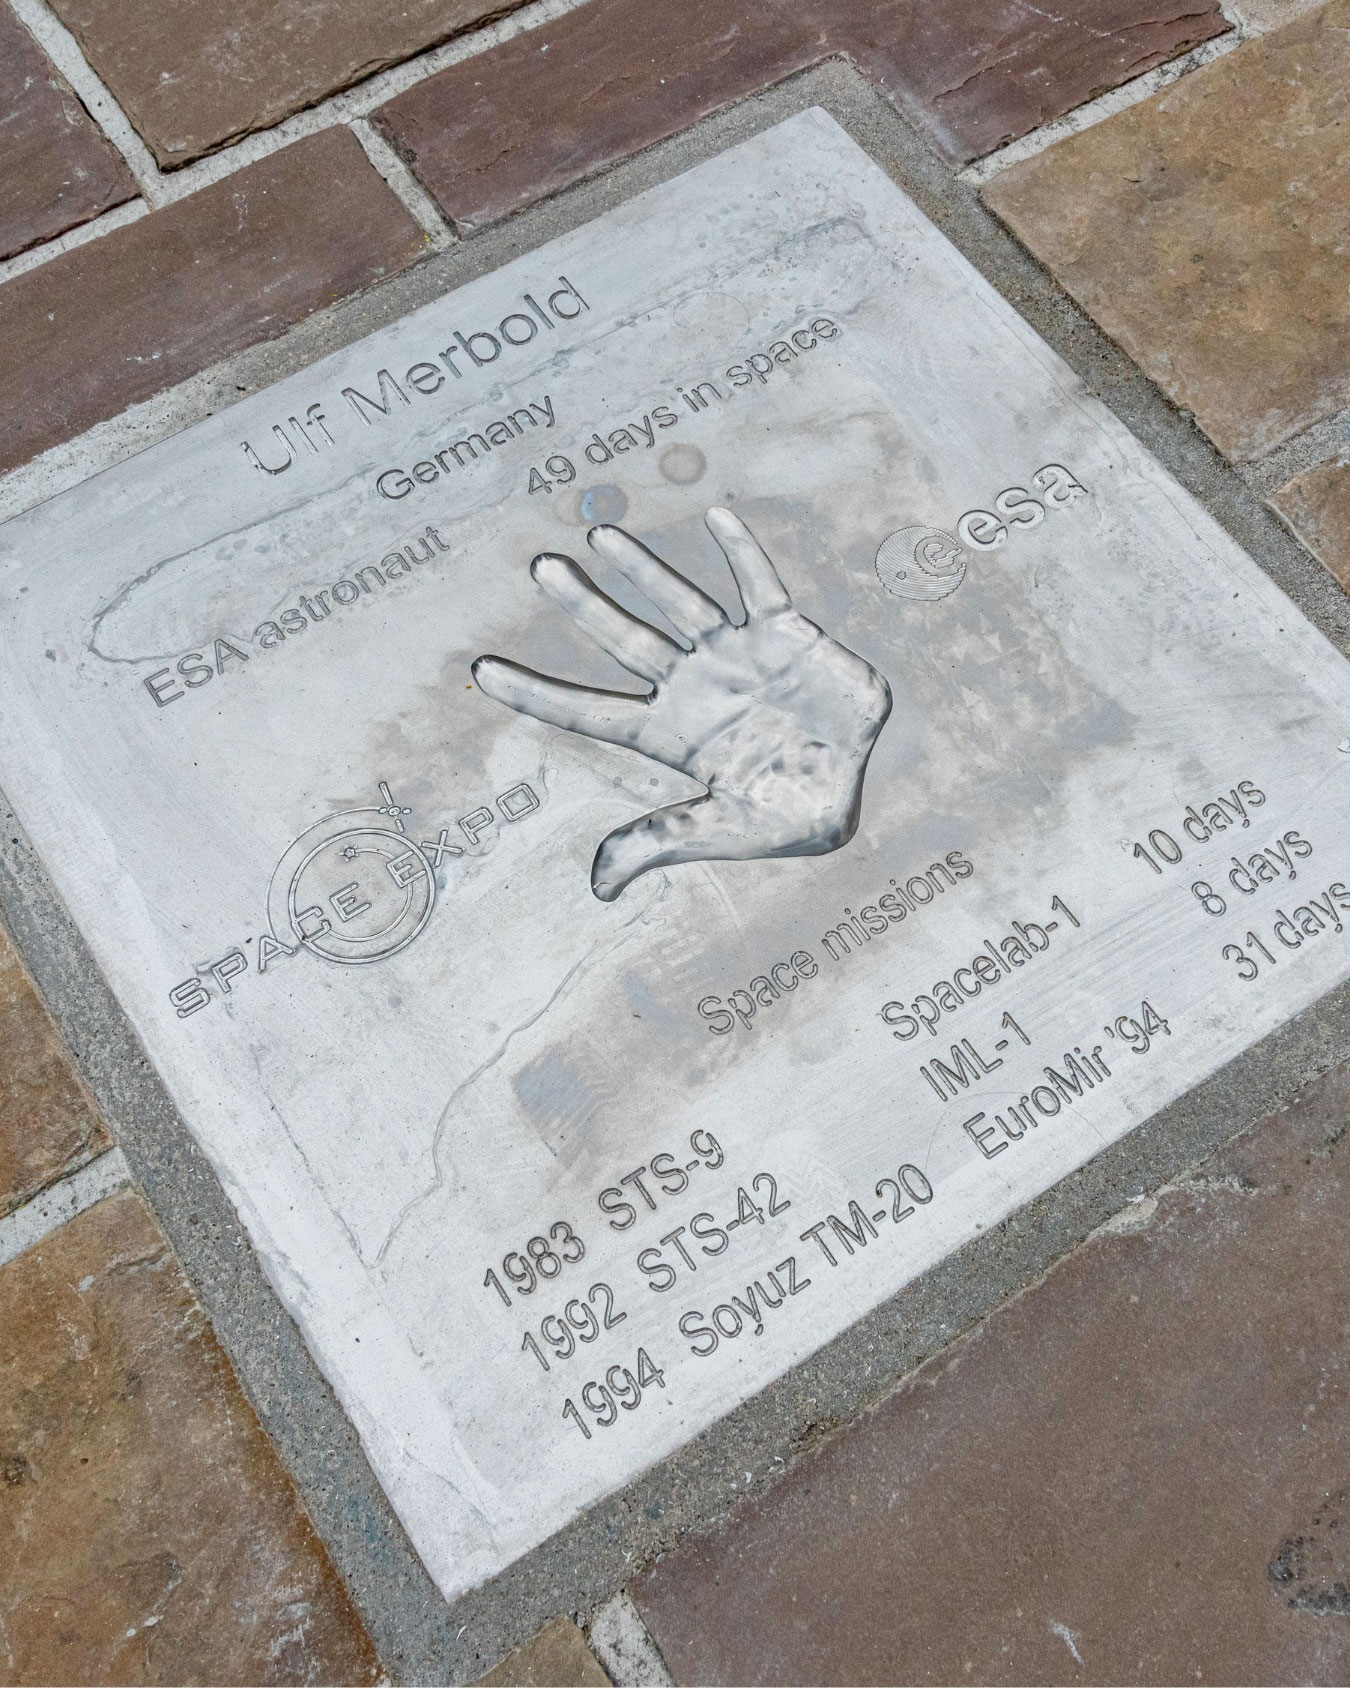 Ulf Merbold
Germany
ESA astronaut 49 days in space
esa
SPACE EXPO
Space missions
1983 STS-9 Spacelab-1 10 days
1992 STS-42 IML-1 8 days
1994 Soyuz TM-20 EuroMir '94 31 days